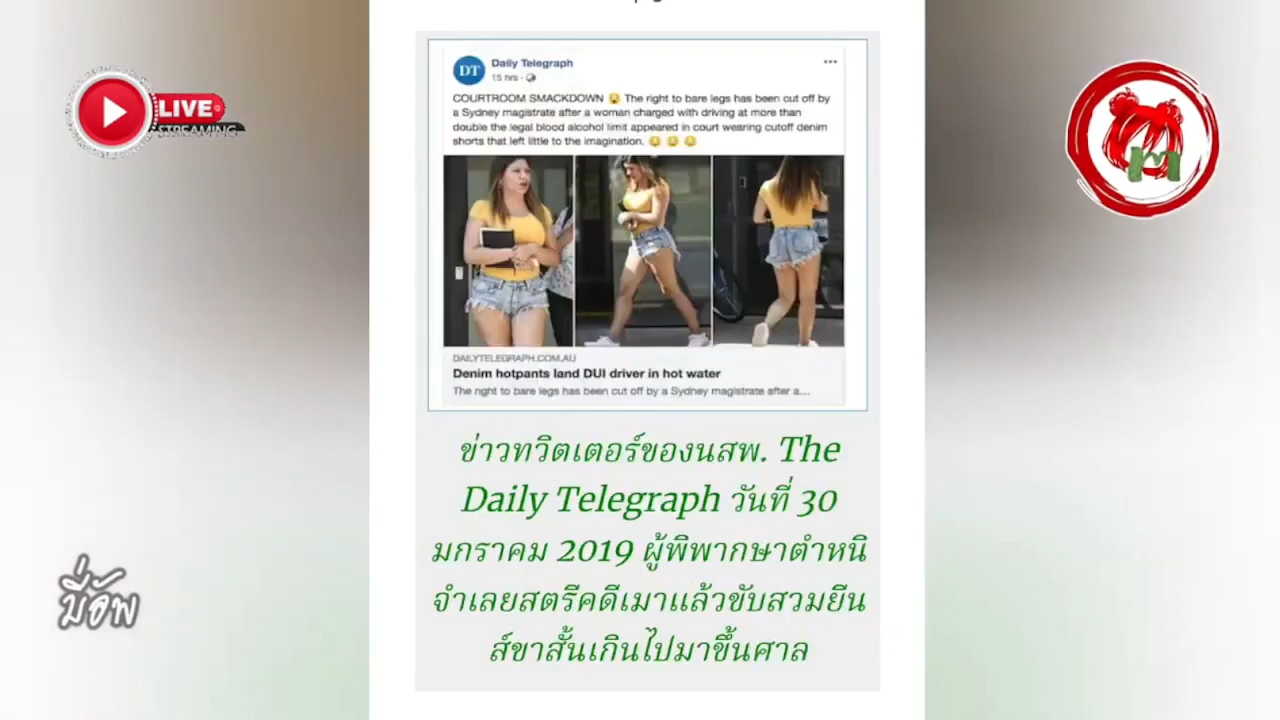 LIVE
STREAMING
Daily Telegraph
15 hrs
COURTROOM SMACKDOWN 😮 The right to bare legs has been cut off by
a Sydney magistrate after a woman charged with driving at more than
double the legal blood alcohol limit appeared in court wearing cutoff denim
shorts that left little to the imagination. 😳 😳 😳
DAILYTELEGRAPH.COM.AU
Denim hotpants land DUI driver in hot water
The right to bare legs has been cut off by a Sydney magistrate after a...
ข่าวทวิตเตอร์ของนสพ. The
Daily Telegraph วันที่ 30
มกราคม 2019 ผู้พิพากษาตำหนิ
จำเลยสตรีคดีเมาแล้วขับสวมยีน
ส์ขาสั้นเกินไปมาขึ้นศาล
DT
M
บี๋อัพ